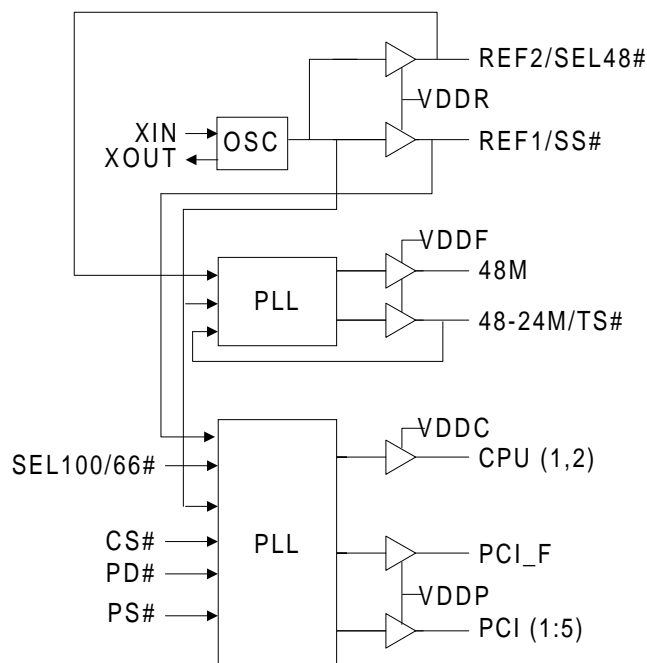 REF2/SEL48#
VDDR
XIN
XOUT
OSC
REF1/SS#
VDDF
48M
PLL
48-24M/TS#
VDDC
SEL100/66#
CPU (1,2)
CS#
PLL
PCI_F
PD#
VDDP
PS#
PCI (1:5)